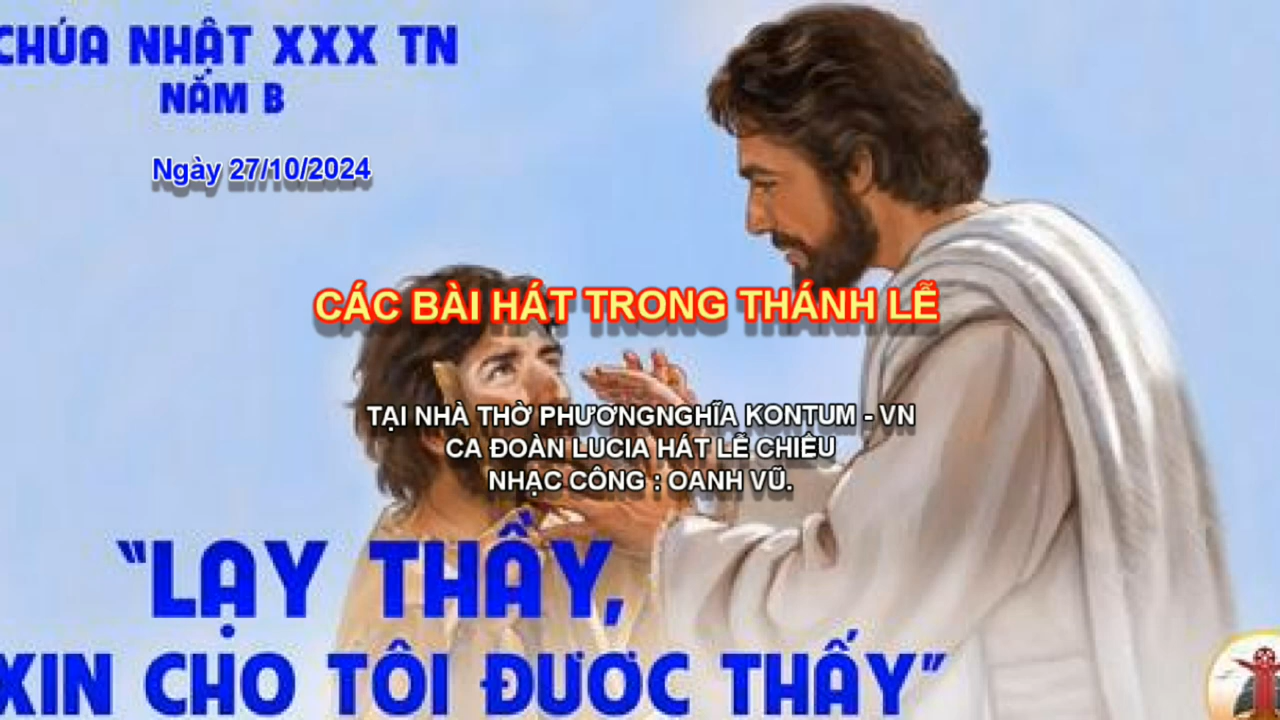 CHÚA NHẬT XXX TN
NĂM B
Ngày 27/10/2024
CÁC BÀI HÁT TRONG THÁNH LỄ
TẠI NHÀ THỜ PHƯƠNGNGHĨA KONTUM - VN
CA ĐOÀN LUCIA HÁT LỄ CHIỀU
NHẠC CÔNG : OANH VŨ.
“LẠY THẦY,
XIN CHO TÔI ĐƯỢC THẤY”